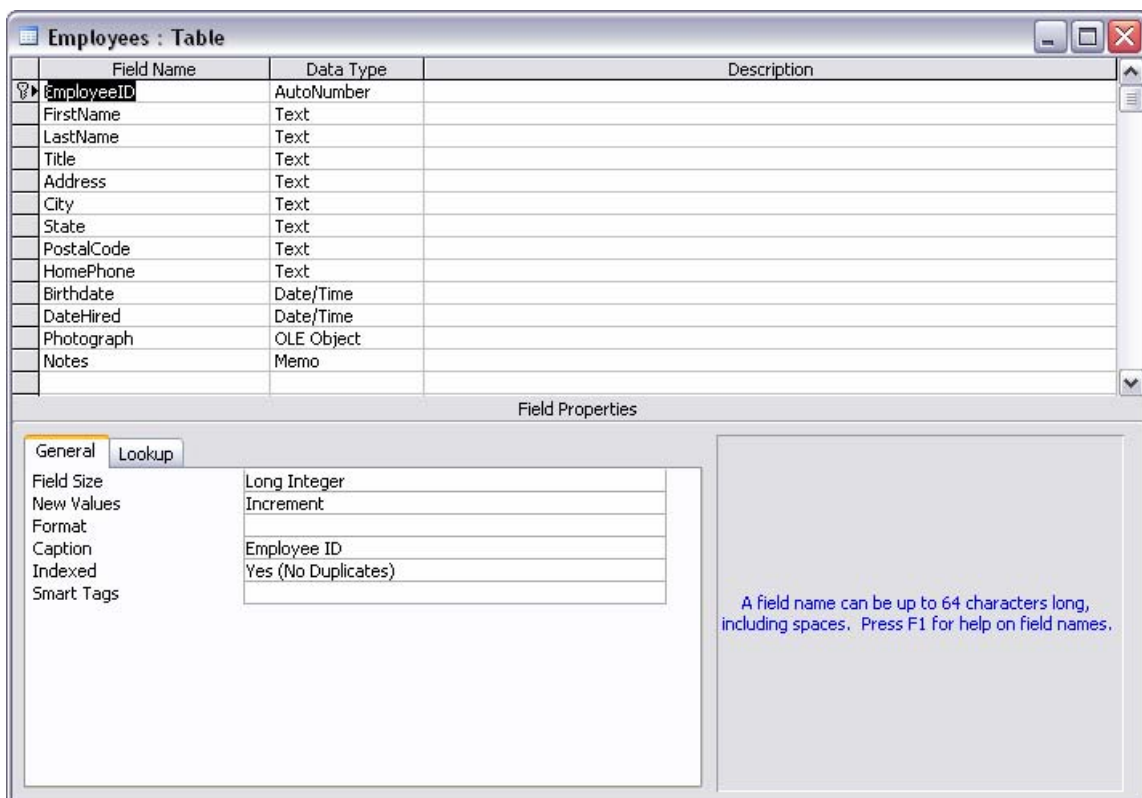 Employees : Table
Field Name Data Type Description
EmployeeID AutoNumber
FirstName Text
LastName Text
Title Text
Address Text
City Text
State Text
PostalCode Text
HomePhone Text
Birthdate Date/Time
DateHired Date/Time
Photograph OLE Object
Notes Memo
Field Properties
General Lookup
Field Size Long Integer
New Values Increment
Format
Caption Employee ID
Indexed Yes (No Duplicates)
Smart Tags
A field name can be up to 64 characters long,
including spaces. Press F1 for help on field names.